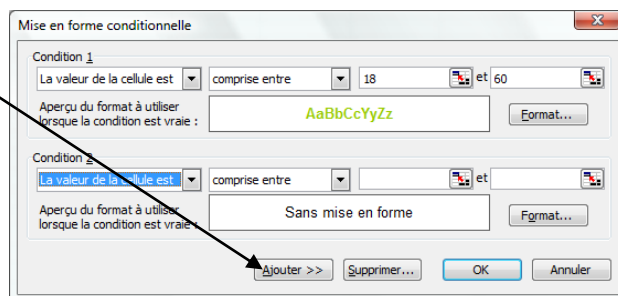 Mise en forme conditionnelle
Condition 1
La valeur de la cellule est comprise entre 18 et 60
Aperçu du format à utiliser
lorsque la condition est vraie :
AaBbCcYyZz
Format...
Condition 2
La valeur de la cellule est comprise entre et
Aperçu du format à utiliser
lorsque la condition est vraie :
Sans mise en forme
Format...
Ajouter >> Supprimer... OK Annuler